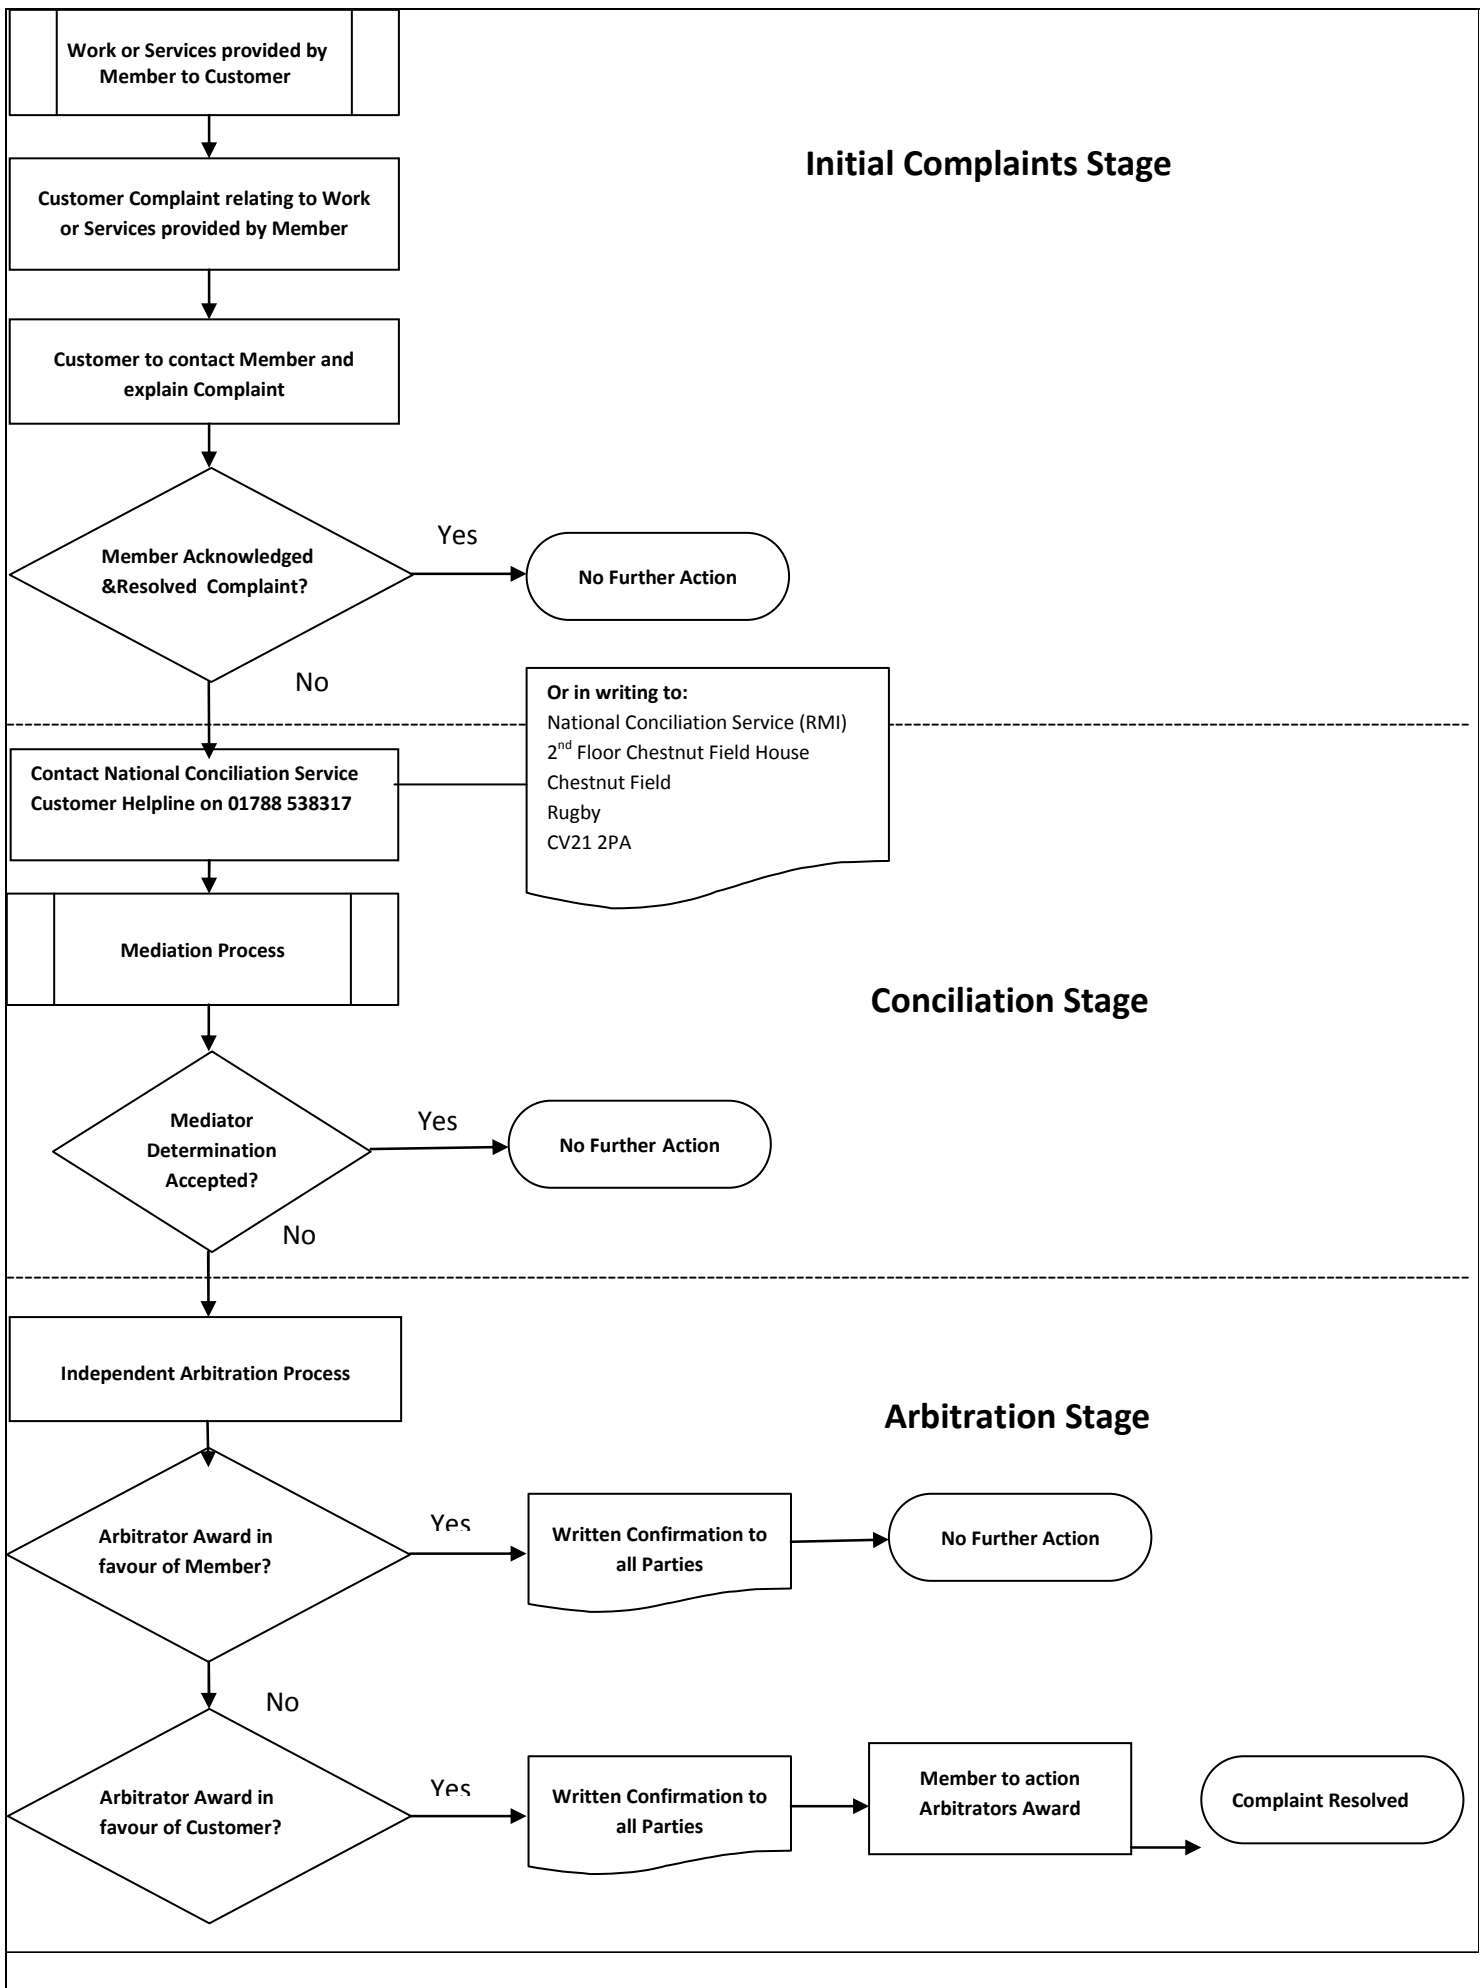 Work or Services provided by
Member to Customer
Initial Complaints Stage
Customer Complaint relating to Work
or Services provided by Member
Customer to contact Member and
explain Complaint
Member Acknowledged
&Resolved Complaint?
Yes
No Further Action
No
Or in writing to:
National Conciliation Service (RMI)
2nd Floor Chestnut Field House
Chestnut Field
Rugby
CV21 2PA
Contact National Conciliation Service
Customer Helpline on 01788 538317
Mediation Process
Conciliation Stage
Mediator
Determination
Accepted?
Yes
No Further Action
No
Independent Arbitration Process
Arbitration Stage
Arbitrator Award in
favour of Member?
Yes
Written Confirmation to
all Parties
No Further Action
No
Arbitrator Award in
favour of Customer?
Yes
Written Confirmation to
all Parties
Member to action
Arbitrators Award
Complaint Resolved